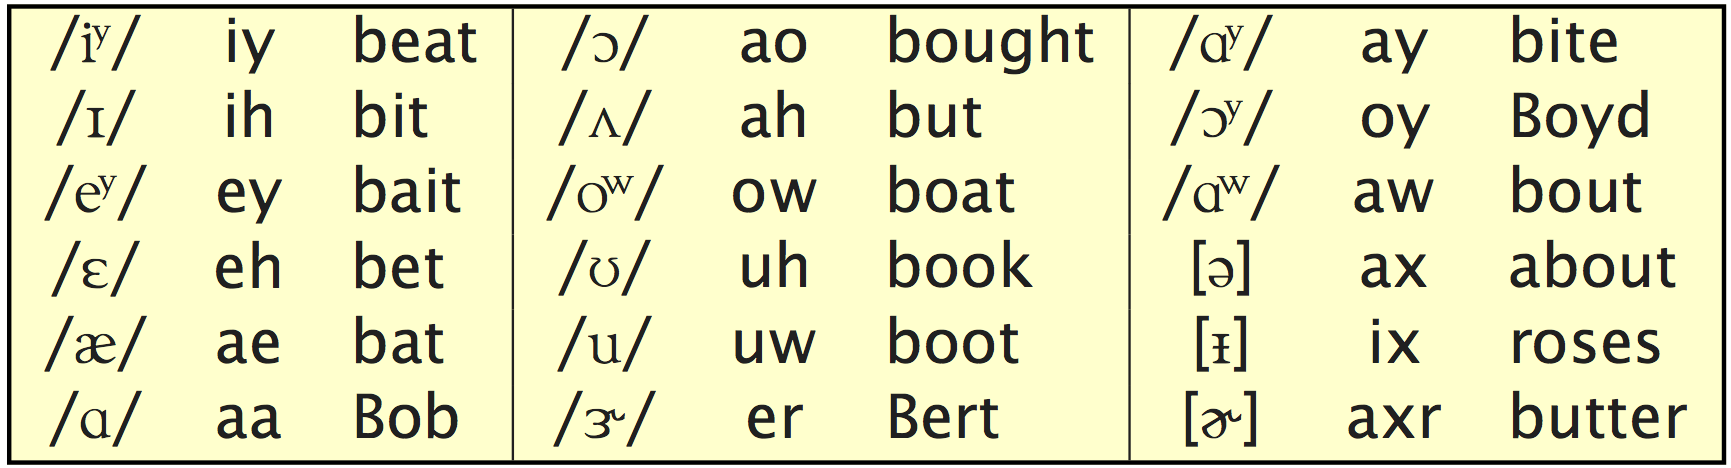 /iʸ/ iy beat /ɔ/ ao bought /ɑʸ/ ay bite
/ɪ/ ih bit /ʌ/ ah but /ɔʸ/ oy Boyd
/eʸ/ ey bait /oʷ/ ow boat /ɑʷ/ aw bout
/ɛ/ eh bet /ʊ/ uh book [ə] ax about
/æ/ ae bat /u/ uw boot [ᵻ] ix roses
/ɑ/ aa Bob /ɝ/ er Bert [ɚ] axr butter